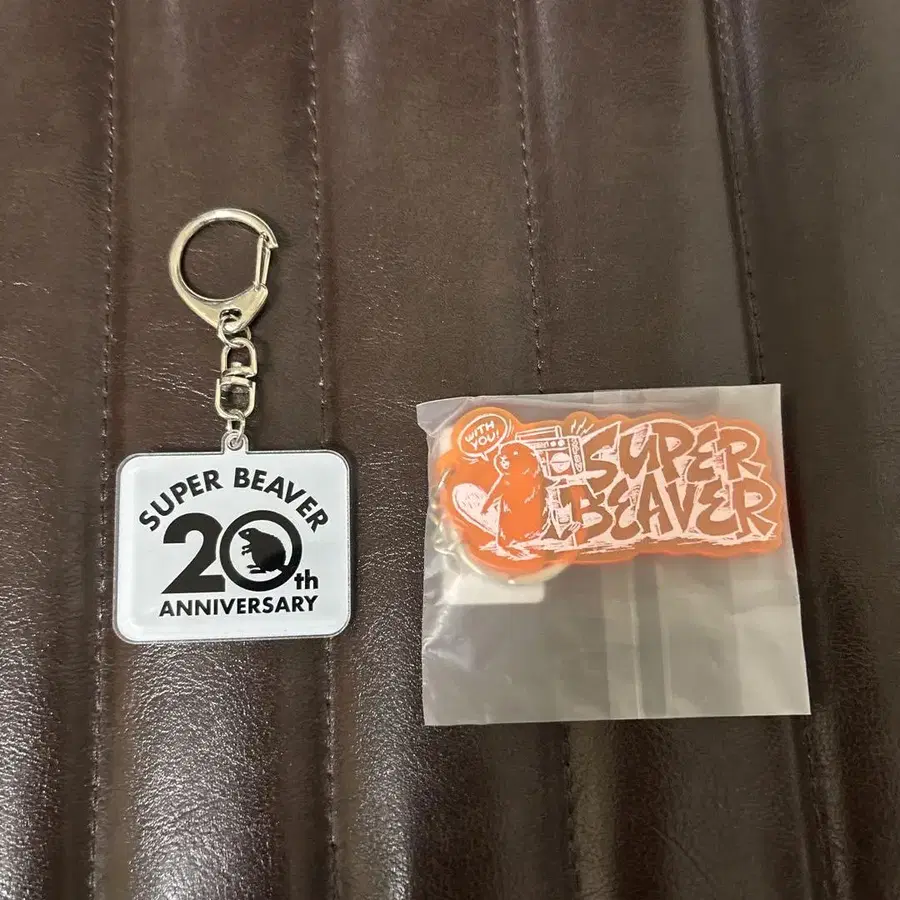 SUPER BEAVER
20th
ANNIVERSARY
WITH
YOU!
SUPER
BEAVER